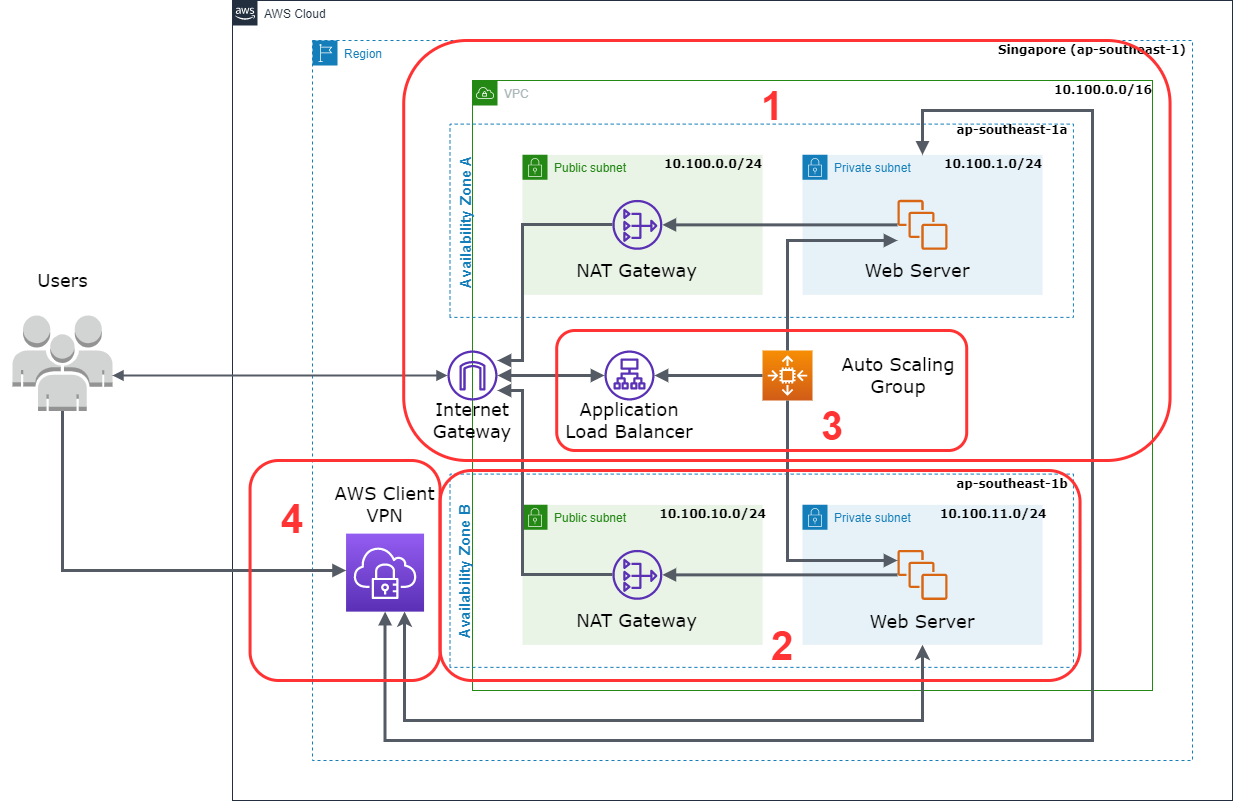 aws
AWS Cloud
Region
Singapore (ap-southeast-1)
VPC
10.100.0.0/16
1
ap-southeast-1a
Availability Zone A
Public subnet
10.100.0.0/24
Private subnet
10.100.1.0/24
NAT Gateway
Web Server
Users
Internet
Gateway
Application
Load Balancer
Auto Scaling
Group
3
4
AWS Client
VPN
ap-southeast-1b
Availability Zone B
Public subnet
10.100.10.0/24
Private subnet
10.100.11.0/24
NAT Gateway
Web Server
2